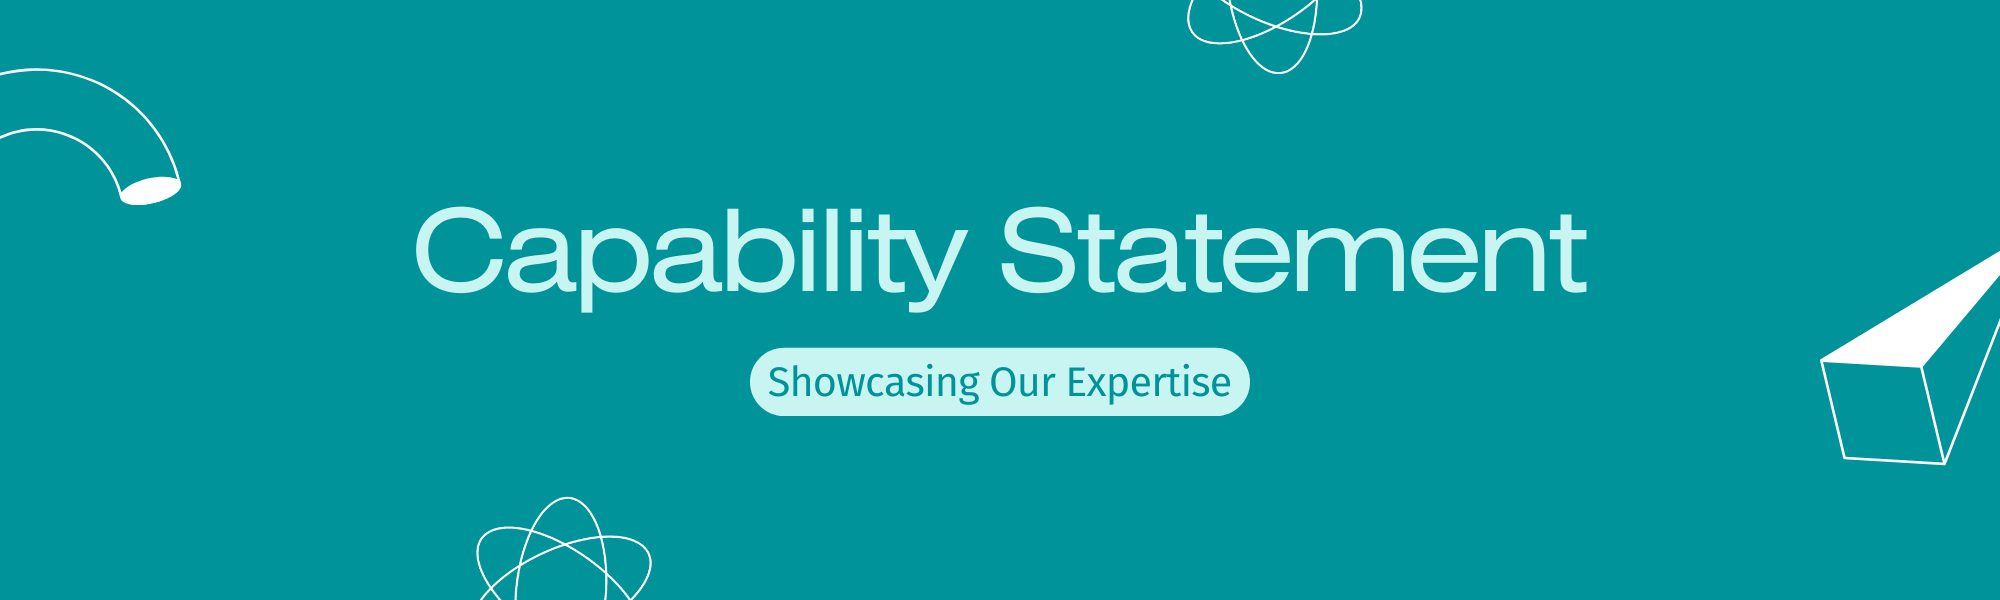 Capability Statement
Showcasing Our Expertise